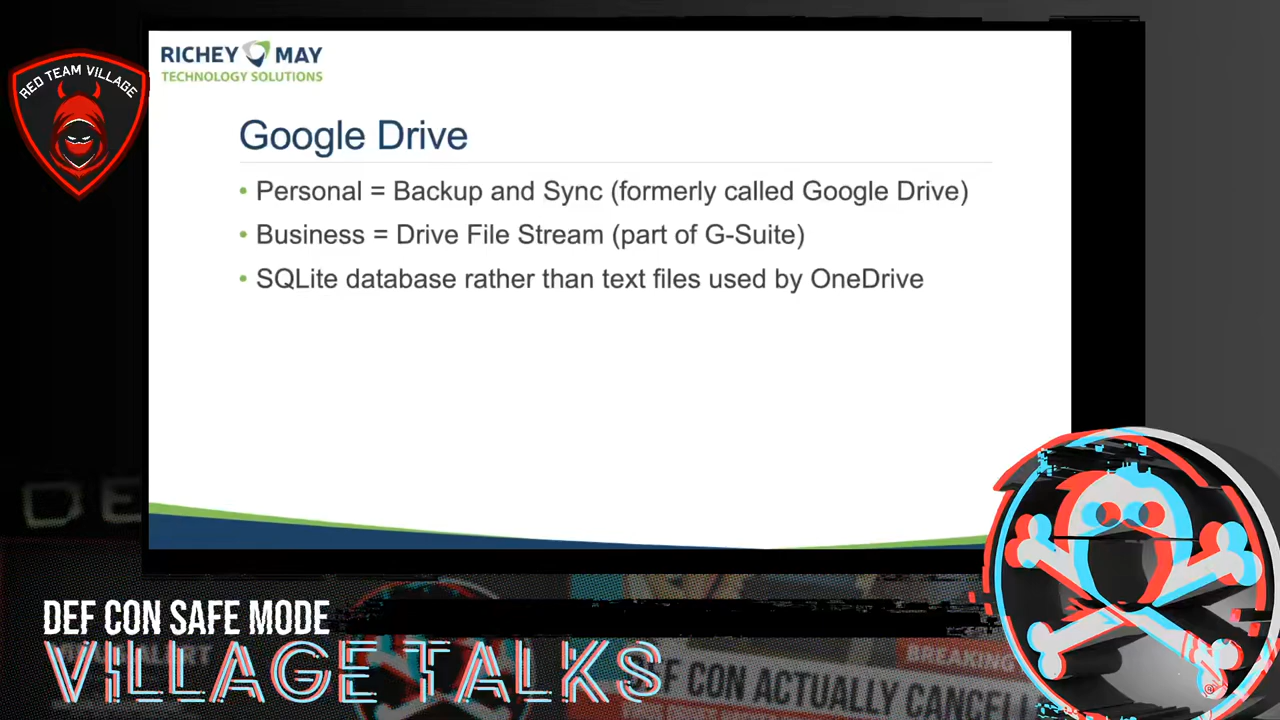 RED TEAM VILLAGE
RICHEY MAY
TECHNOLOGY SOLUTIONS
Google Drive
• Personal = Backup and Sync (formerly called Google Drive)
• Business = Drive File Stream (part of G-Suite)
• SQLite database rather than text files used by OneDrive
DE
DEF CON SAFE MODE
VILLAGE TALKS
BREAKING
DEF CON ACTUALLY CANCELL